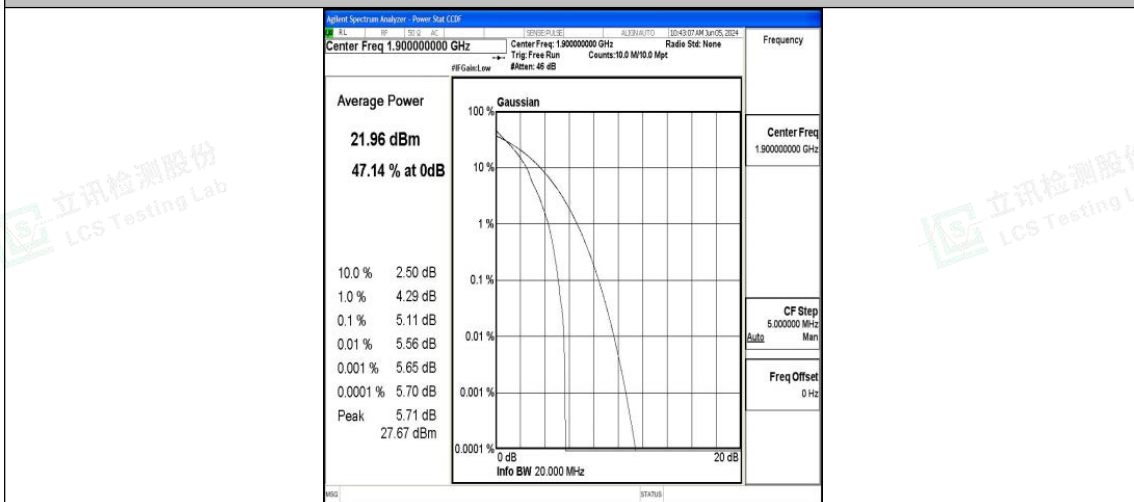 Agilent Spectrum Analyzer - Power Stat CCDF
RL RF 50 Ω AC SENSE:PULSE ALIGN AUTO 10:43:07 AM Jun 05, 2024
Center Freq 1.900000000 GHz
Center Freq: 1.900000000 GHz Radio Std: None
Trig: Free Run Counts:10.0 M/10.0 Mpt
#IFGain:Low #Atten: 46 dB
Frequency
Center Freq
1.900000000 GHz
CF Step
5.000000 MHz
Auto Man
Freq Offset
0 Hz
Average Power
21.96 dBm
47.14 % at 0dB
10.0 % 2.50 dB
1.0 % 4.29 dB
0.1 % 5.11 dB
0.01 % 5.56 dB
0.001 % 5.65 dB
0.0001 % 5.70 dB
Peak 5.71 dB
27.67 dBm
Gaussian
100 %
10 %
1 %
0.1 %
0.01 %
0.001 %
0.0001 %
0 dB 20 dB
Info BW 20.000 MHz
MSG STATUS
立讯检测股份
LCS Testing Lab
立讯检测股份
LCS Testing L